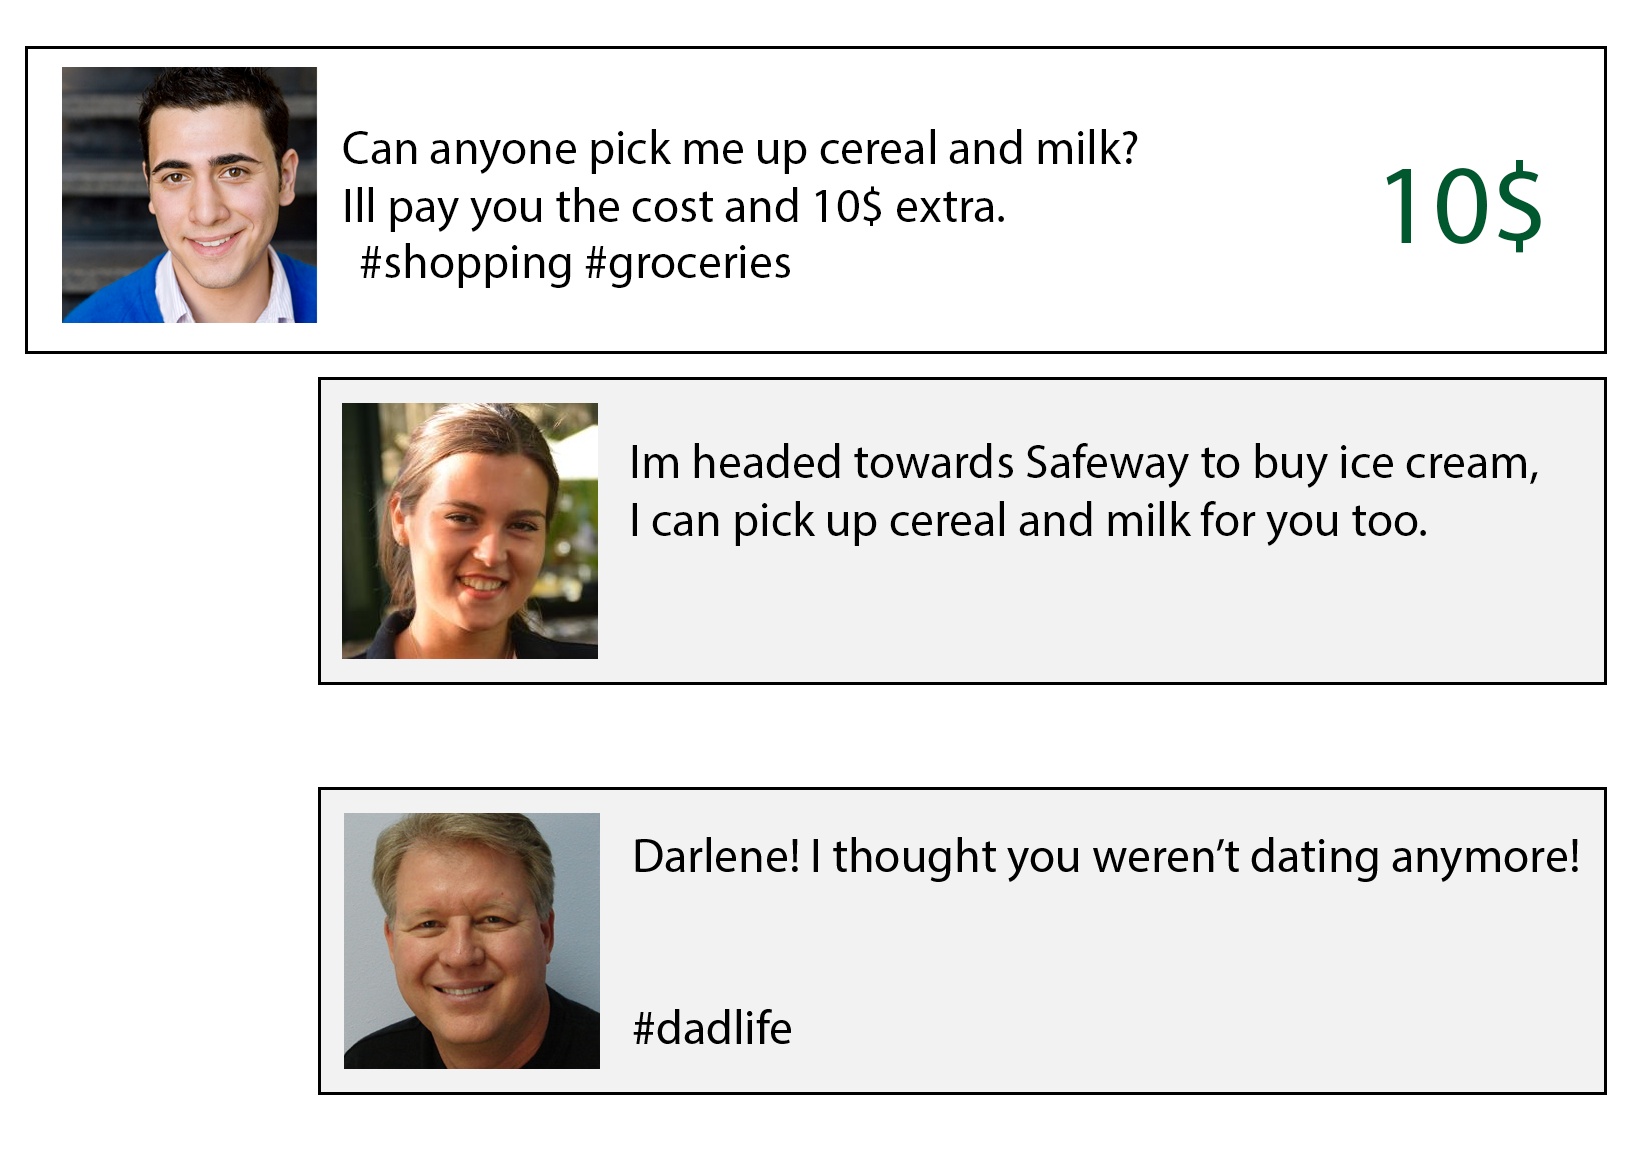 Can anyone pick me up cereal and milk?
Ill pay you the cost and 10$ extra.
#shopping #groceries
10$
Im headed towards Safeway to buy ice cream,
I can pick up cereal and milk for you too.
Darlene! I thought you weren’t dating anymore!
#dadlife